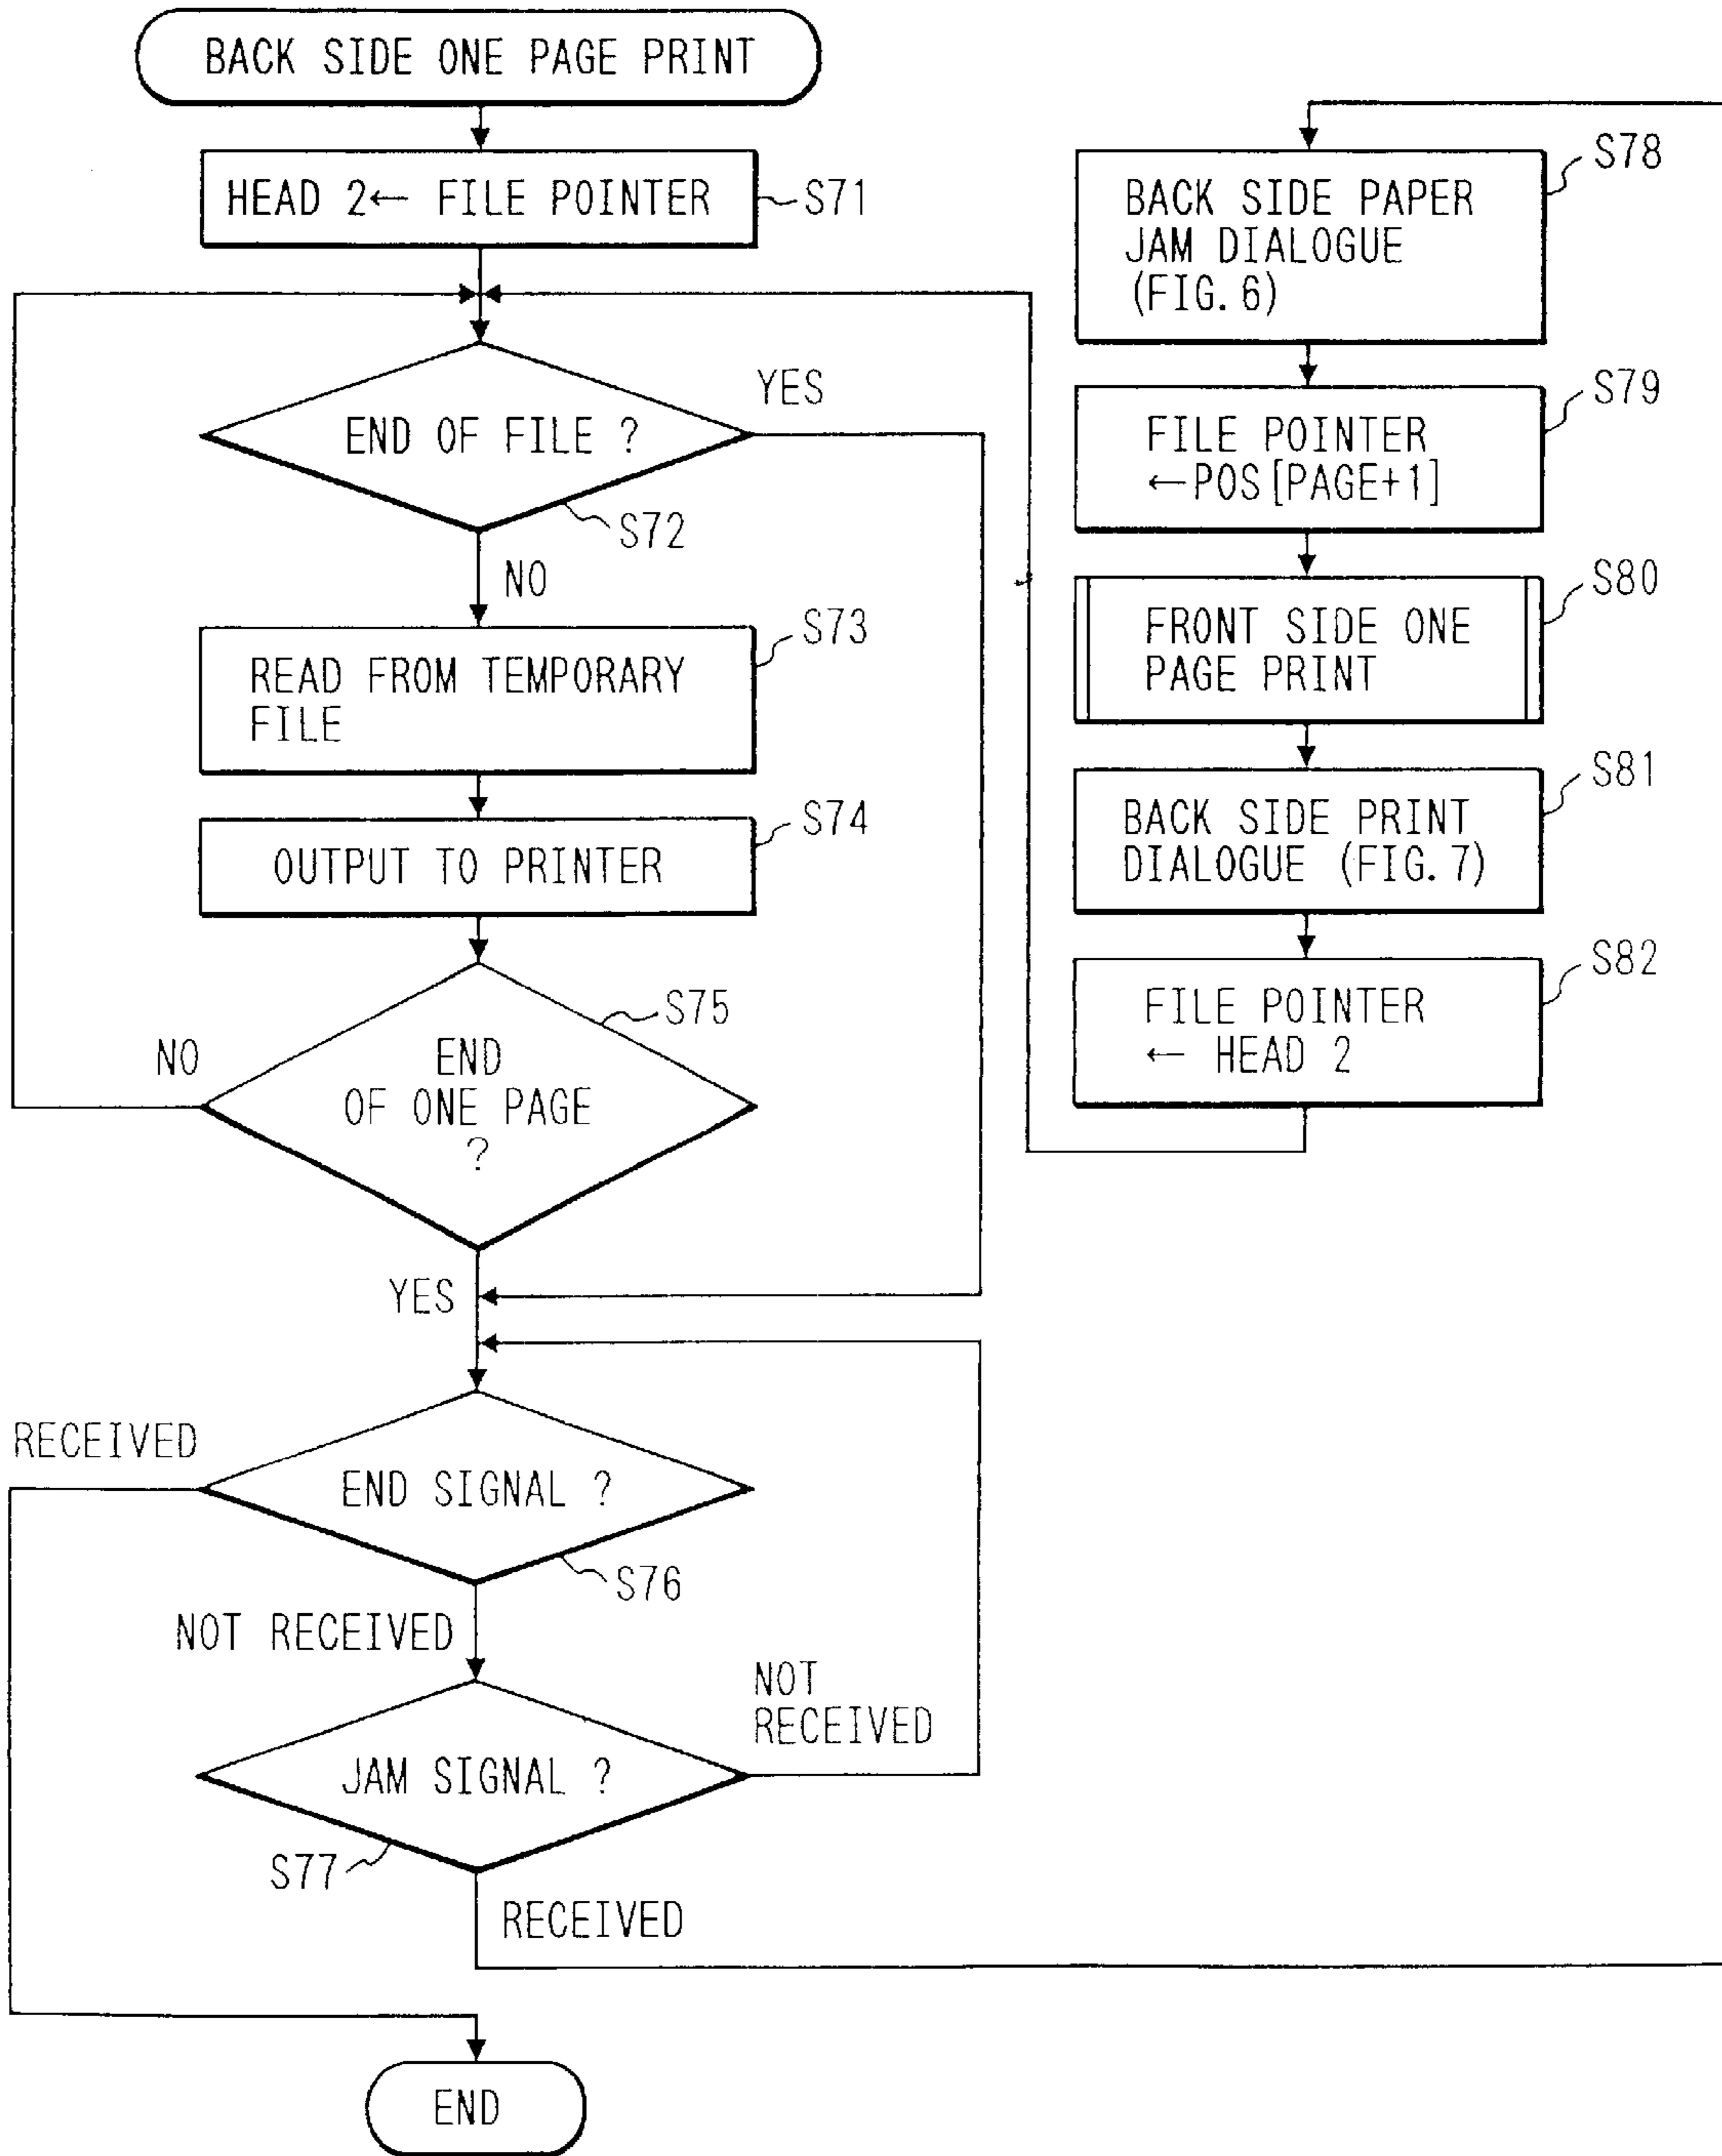 BACK SIDE ONE PAGE PRINT
HEAD 2← FILE POINTER
S71
END OF FILE ?
YES
S72
NO
READ FROM TEMPORARY
FILE
S73
OUTPUT TO PRINTER
S74
END
OF ONE PAGE
?
S75
NO
YES
END SIGNAL ?
RECEIVED
S76
NOT RECEIVED
JAM SIGNAL ?
NOT
RECEIVED
S77
RECEIVED
END
BACK SIDE PAPER
JAM DIALOGUE
(FIG. 6)
S78
FILE POINTER
←POS[PAGE+1]
S79
FRONT SIDE ONE
PAGE PRINT
S80
BACK SIDE PRINT
DIALOGUE (FIG. 7)
S81
FILE POINTER
← HEAD 2
S82